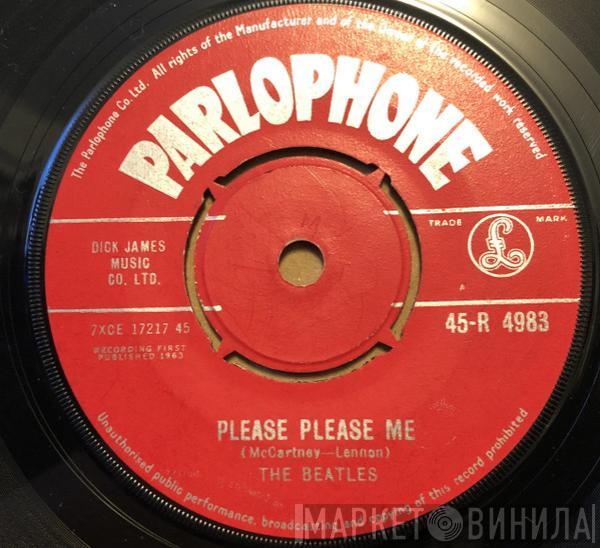 The Parlophone Co. Ltd. All rights of the Manufacturer and of the Owner of the recorded work reserved
PARLOPHONE
TRADE MARK
£
DICK JAMES
MUSIC
CO. LTD.
7XCE 17217 45
RECORDING FIRST
PUBLISHED 1963
45-R 4983
PLEASE PLEASE ME
(McCartney—Lennon)
THE BEATLES
Unauthorised public performance, broadcasting and copying of this record prohibited
МАРКЕТ ВИНИЛА